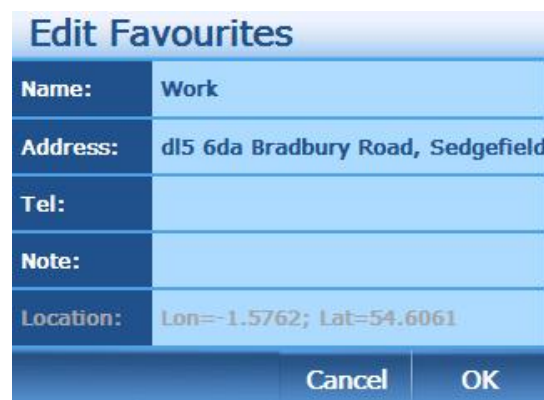 Edit Favourites
Name: Work
Address: dl5 6da Bradbury Road, Sedgefield
Tel:
Note:
Location: Lon=-1.5762; Lat=54.6061
Cancel OK